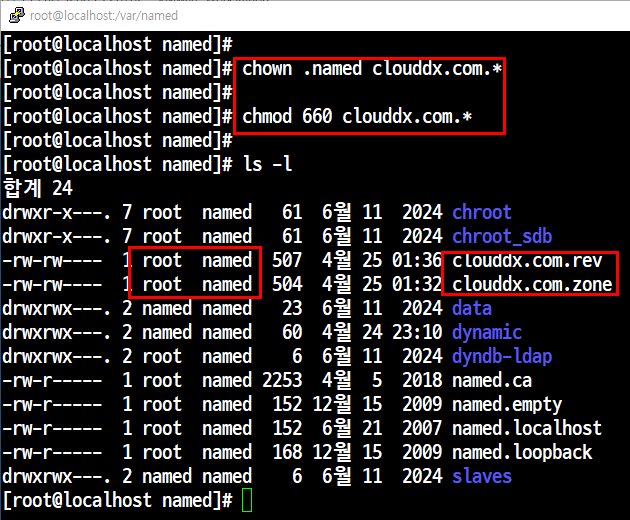 root@localhost:/var/named
[root@localhost named]#
[root@localhost named]# chown .named clouddx.com.*
[root@localhost named]#
[root@localhost named]# chmod 660 clouddx.com.*
[root@localhost named]#
[root@localhost named]# ls -l
합계 24
drwxr-x---. 7 root  named   61  6월 11  2024 chroot
drwxr-x---. 7 root  named   61  6월 11  2024 chroot_sdb
-rw-rw----  1 root  named  507  4월 25 01:36 clouddx.com.rev
-rw-rw----  1 root  named  504  4월 25 01:32 clouddx.com.zone
drwxrwx---. 2 named named   23  6월 11  2024 data
drwxrwx---. 2 named named   60  4월 24 23:10 dynamic
drwxrwx---. 2 root  named    6  6월 11  2024 dyndb-ldap
-rw-r-----  1 root  named 2253  4월  5  2018 named.ca
-rw-r-----  1 root  named  152 12월 15  2009 named.empty
-rw-r-----  1 root  named  152  6월 21  2007 named.localhost
-rw-r-----  1 root  named  168 12월 15  2009 named.loopback
drwxrwx---. 2 named named    6  6월 11  2024 slaves
[root@localhost named]#